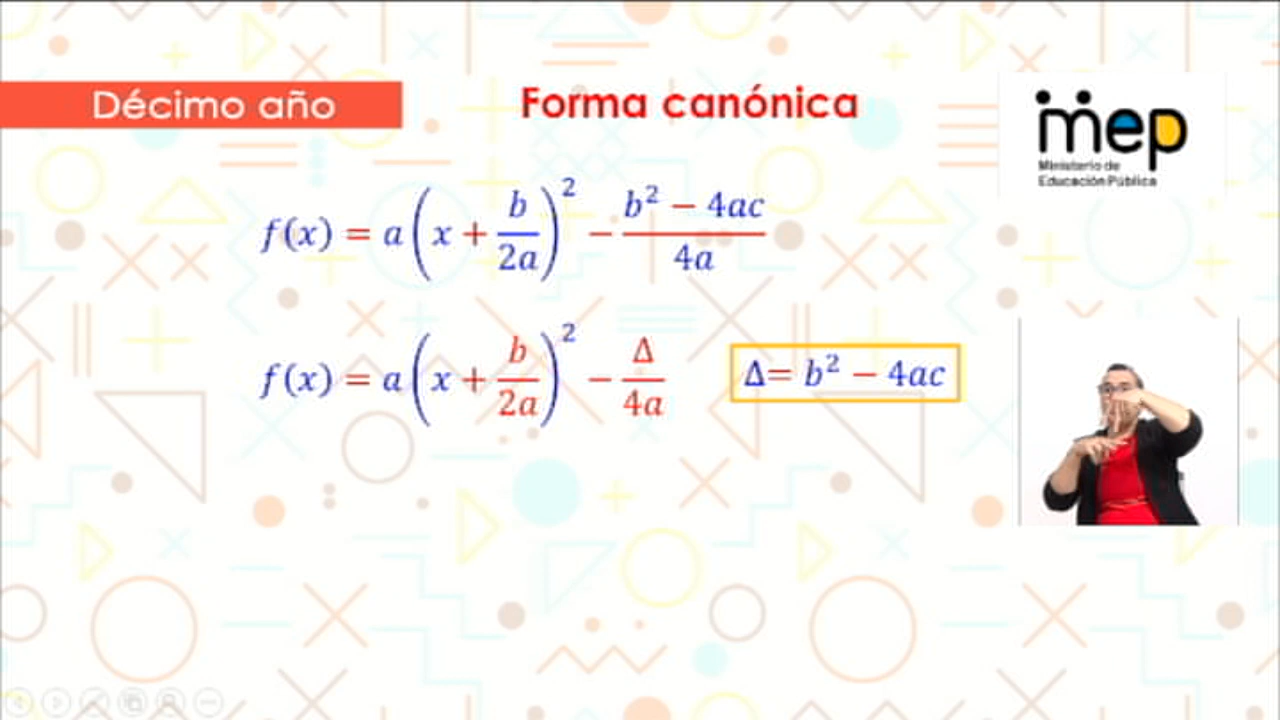 Décimo año
Forma canónica
mep
Ministerio de
Educación Pública
f(x) = a(x + b/2a)² − b² − 4ac/4a
f(x) = a(x + b/2a)² − Δ/4a
Δ= b² − 4ac